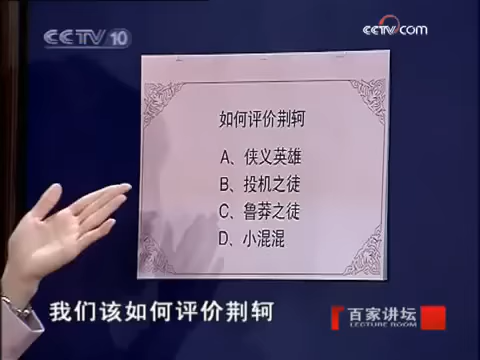 CCTV 10
cctv.com
如何评价荆轲
A、侠义英雄
B、投机之徒
C、鲁莽之徒
D、小混混
我们该如何评价荆轲
百家讲坛
LECTURE ROOM